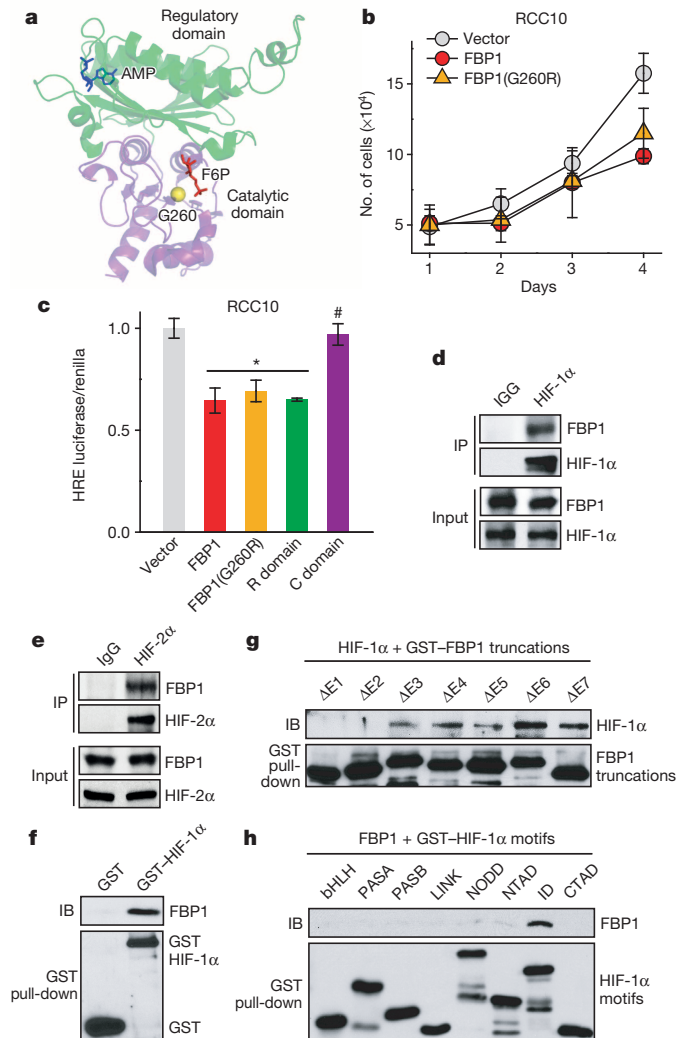 a
Regulatory
domain
AMP
F6P
Catalytic
domain
G260
b
RCC10
Vector
FBP1
FBP1(G260R)
No. of cells (×10⁴)
15
10
5
1 2 3 4
Days
c
RCC10
HRE luciferase/renilla
1.0
0.5
0.0
*
#
Vector
FBP1
FBP1(G260R)
R domain
C domain
d
IGG HIF-1α
IP
FBP1
HIF-1α
Input
FBP1
HIF-1α
e
IgG HIF-2α
IP
FBP1
HIF-2α
Input
FBP1
HIF-2α
g
HIF-1α + GST–FBP1 truncations
ΔE1 ΔE2 ΔE3 ΔE4 ΔE5 ΔE6 ΔE7
IB
HIF-1α
GST
pull-
down
FBP1
truncations
f
GST GST–HIF-1α
IB
FBP1
GST
pull-down
GST
HIF-1α
GST
h
FBP1 + GST–HIF-1α motifs
bHLH PASA PASB LINK NODD NTAD ID CTAD
IB
FBP1
GST
pull-down
HIF-1α
motifs